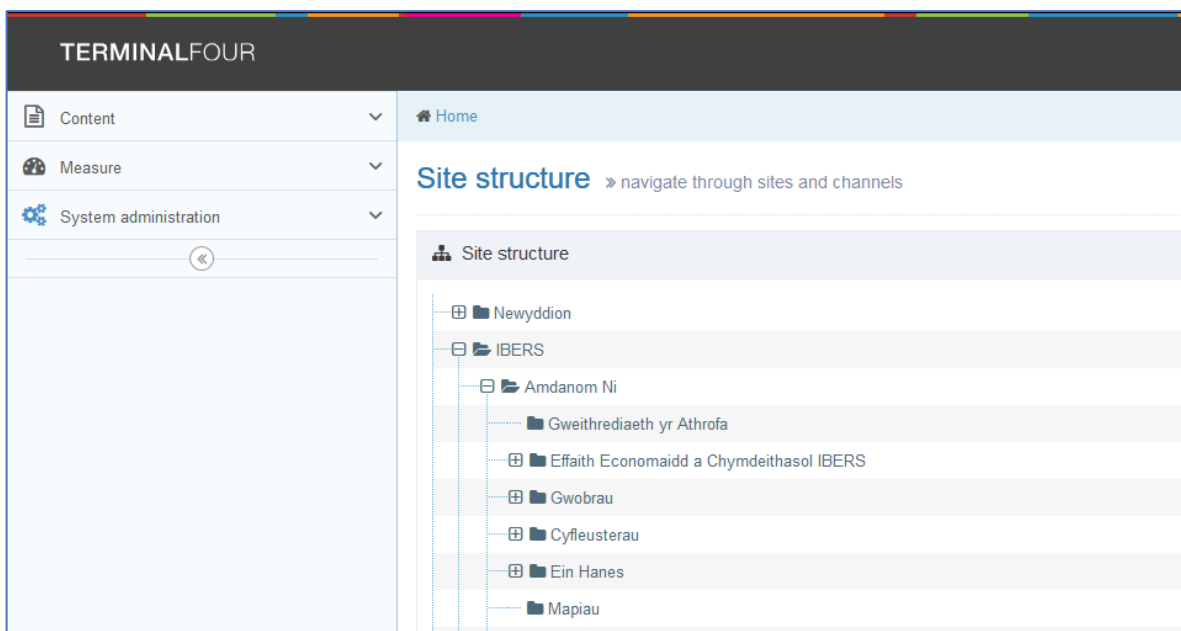 TERMINALFOUR
Content
Measure
System administration
Home
Site structure » navigate through sites and channels
Site structure
Newyddion
IBERS
Amdanom Ni
Gweithrediaeth yr Athrofa
Effaith Economaidd a Chymdeithasol IBERS
Gwobrau
Cyfleusterau
Ein Hanes
Mapiau